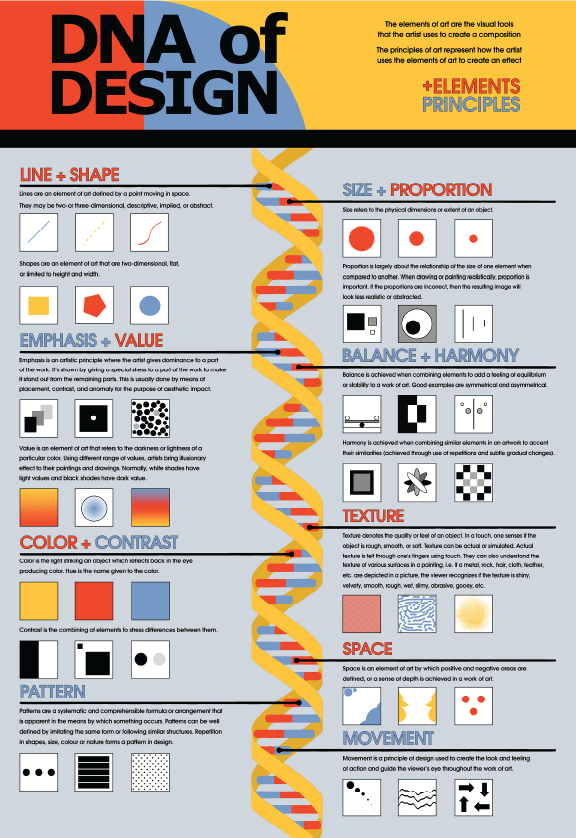 DNA of
DESIGN
The elements of art are the visual tools
that the artist uses to create a composition
The principles of art represent how the artist
uses the elements of art to create an effect
+ELEMENTS
PRINCIPLES
LINE + SHAPE
Lines are an element of art defined by a point moving in space.
They may be two-or three-dimensional, descriptive, implied, or abstract.
Shapes are an element of art that are two-dimensional, flat,
or limited to height and width.
EMPHASIS + VALUE
Emphasis is an artistic principle where the artist gives dominance to a part
of the work. It's shown by giving a special stress to a part of the work to make
it stand out from the remaining parts. This is usually done by means of
placement, contrast, and anomaly for the purpose of aesthetic impact.
Value is an element of art that refers to the darkness or lightness of a
particular color. Using different range of values, artists bring illusionary
effect to their paintings and drawings. Normally, white shades have
light values and black shades have dark value.
COLOR + CONTRAST
Color is the light striking an object which reflects back in the eye
producing color. Hue is the name given to the color.
Contrast is the combining of elements to stress differences between them.
PATTERN
Patterns are a systematic and comprehensible formula or arrangement that
is apparent in the means by which something occurs. Patterns can be well
defined by imitating the same form or following similar structures. Repetition
in shapes, size, colour or nature forms a pattern in design.
SIZE + PROPORTION
Size refers to the physical dimensions or extent of an object.
Proportion is largely about the relationship of the size of one element when
compared to another. When drawing or painting realistically, proportion is
important. If the proportions are incorrect, then the resulting image will
look less realistic or abstracted.
BALANCE + HARMONY
Balance is achieved when combining elements to add a feeling of equilibrium
or stability to a work of art. Good examples are symmetrical and asymmetrical.
Harmony is achieved when combining similar elements in an artwork to accent
their similarities (achieved through use of repetitions and subtle gradual changes).
TEXTURE
Texture denotes the quality or feel of an object. In a touch, one senses if the
object is rough, smooth, or soft. Texture can be actual or simulated. Actual
texture is felt through one's fingers using touch. They can also understand the
texture of various surfaces in a painting, i.e. if a metal, rock, hair, cloth, feather,
etc. are depicted in a picture, the viewer recognizes if the texture is shiny,
velvety, smooth, rough, wet, slimy, abrasive, gooey, etc.
SPACE
Space is an element of art by which positive and negative areas are
defined, or a sense of depth is achieved in a work of art.
MOVEMENT
Movement is a principle of design used to create the look and feeling
of action and guide the viewer's eye throughout the work of art.